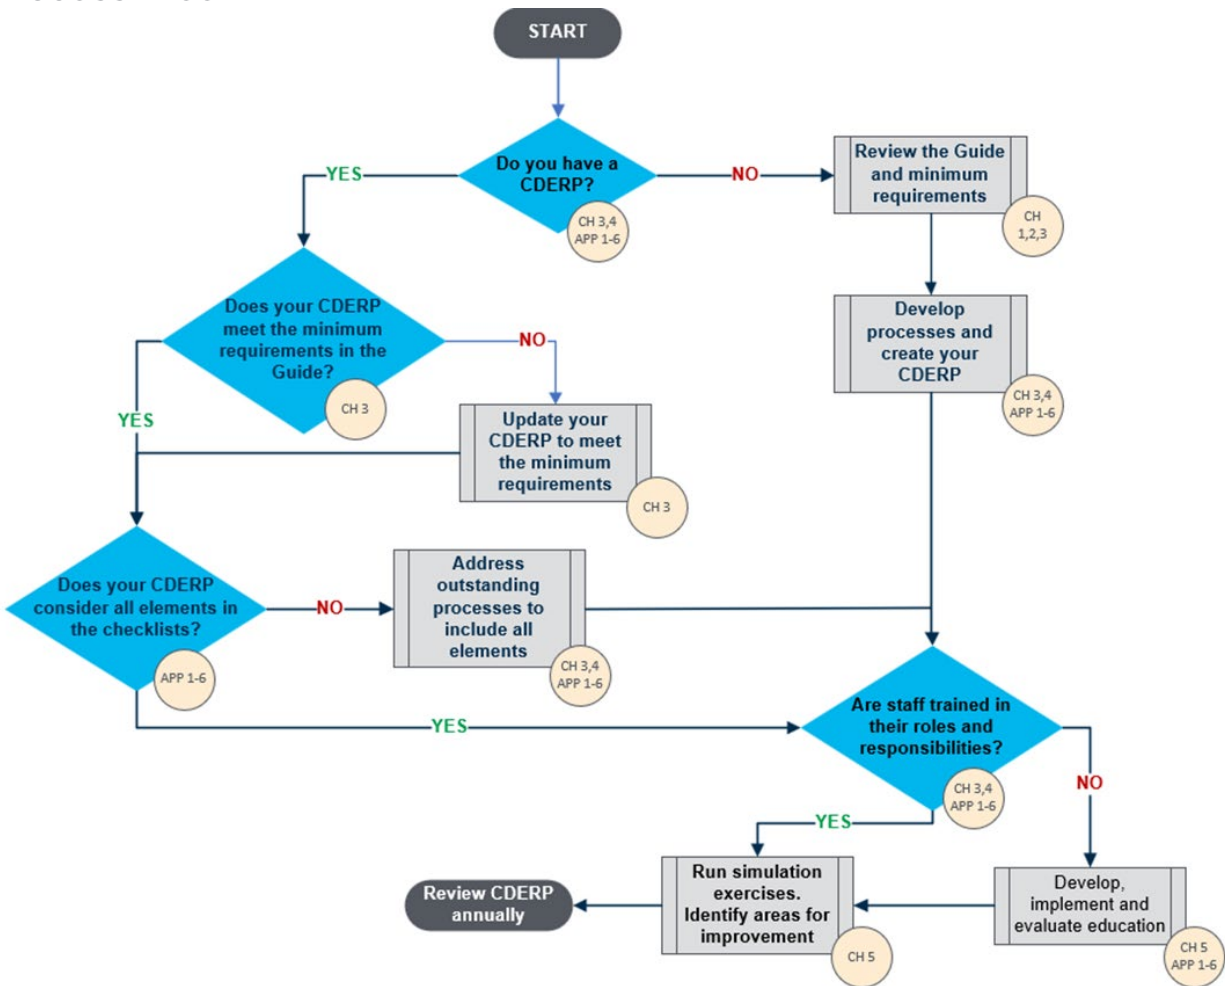 START
Do you have a
CDERP?
CH 3,4
APP 1-6
YES
NO
Review the Guide
and minimum
requirements
CH
1,2,3
Does your CDERP
meet the minimum
requirements in the
Guide?
CH 3
NO
YES
Update your
CDERP to meet
the minimum
requirements
CH 3
Develop
processes and
create your
CDERP
CH 3,4
APP 1-6
Does your CDERP
consider all elements in
the checklists?
APP 1-6
NO
Address
outstanding
processes to
include all
elements
CH 3,4
APP 1-6
YES
Are staff trained in
their roles and
responsibilities?
CH 3,4
APP 1-6
NO
YES
Develop,
implement and
evaluate education
CH 5
APP 1-6
Run simulation
exercises.
Identify areas for
improvement
CH 5
Review CDERP
annually